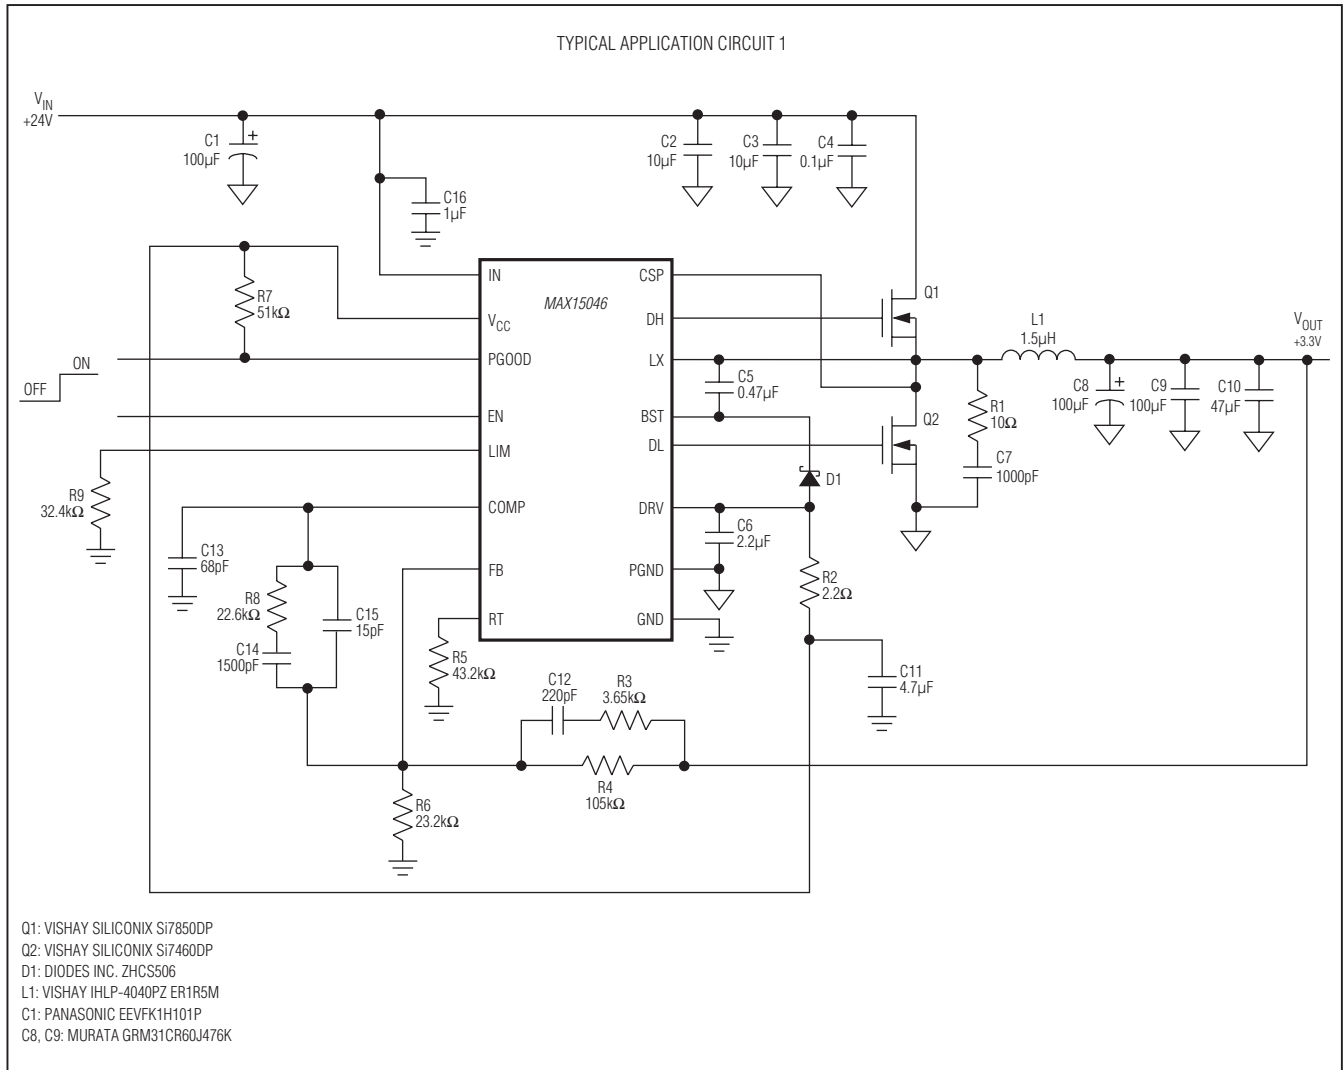 TYPICAL APPLICATION CIRCUIT 1
VIN
+24V
C1
100µF
C2
10µF
C3
10µF
C4
0.1µF
C16
1µF
R7
51kΩ
OFF
ON
R9
32.4kΩ
MAX15046
IN
VCC
PGOOD
EN
LIM
COMP
FB
RT
CSP
DH
LX
BST
DL
DRV
PGND
GND
Q1
L1
1.5µH
VOUT
+3.3V
C5
0.47µF
Q2
R1
10Ω
C7
1000pF
C8
100µF
C9
100µF
C10
47µF
D1
C6
2.2µF
R2
2.2Ω
C11
4.7µF
C13
68pF
R8
22.6kΩ
C15
15pF
C14
1500pF
R5
43.2kΩ
C12
220pF
R3
3.65kΩ
R4
105kΩ
R6
23.2kΩ
Q1: VISHAY SILICONIX Si7850DP
Q2: VISHAY SILICONIX Si7460DP
D1: DIODES INC. ZHCS506
L1: VISHAY IHLP-4040PZ ER1R5M
C1: PANASONIC EEVFK1H101P
C8, C9: MURATA GRM31CR60J476K